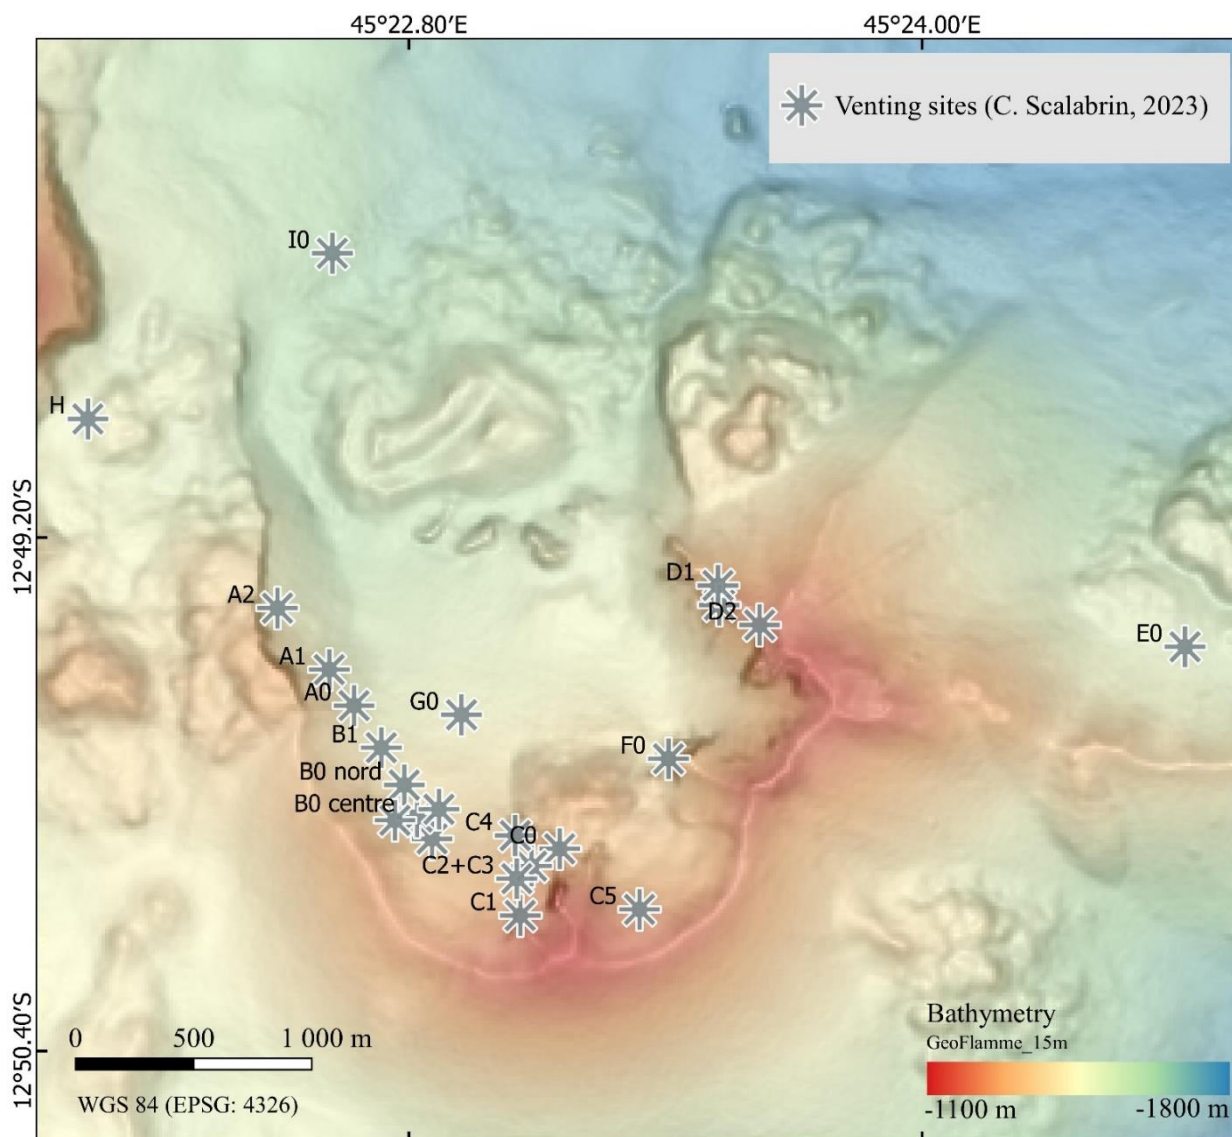 45°22.80′E
45°24.00′E
Venting sites (C. Scalabrin, 2023)
I0
H
12°49.20′S
D1
A2
D2
E0
A1
A0
G0
B1
F0
B0 nord
B0 centre
C4
C0
C2+C3
C5
C1
12°50.40′S
Bathymetry
GeoFlamme_15m
0 500 1 000 m
-1100 m -1800 m
WGS 84 (EPSG: 4326)